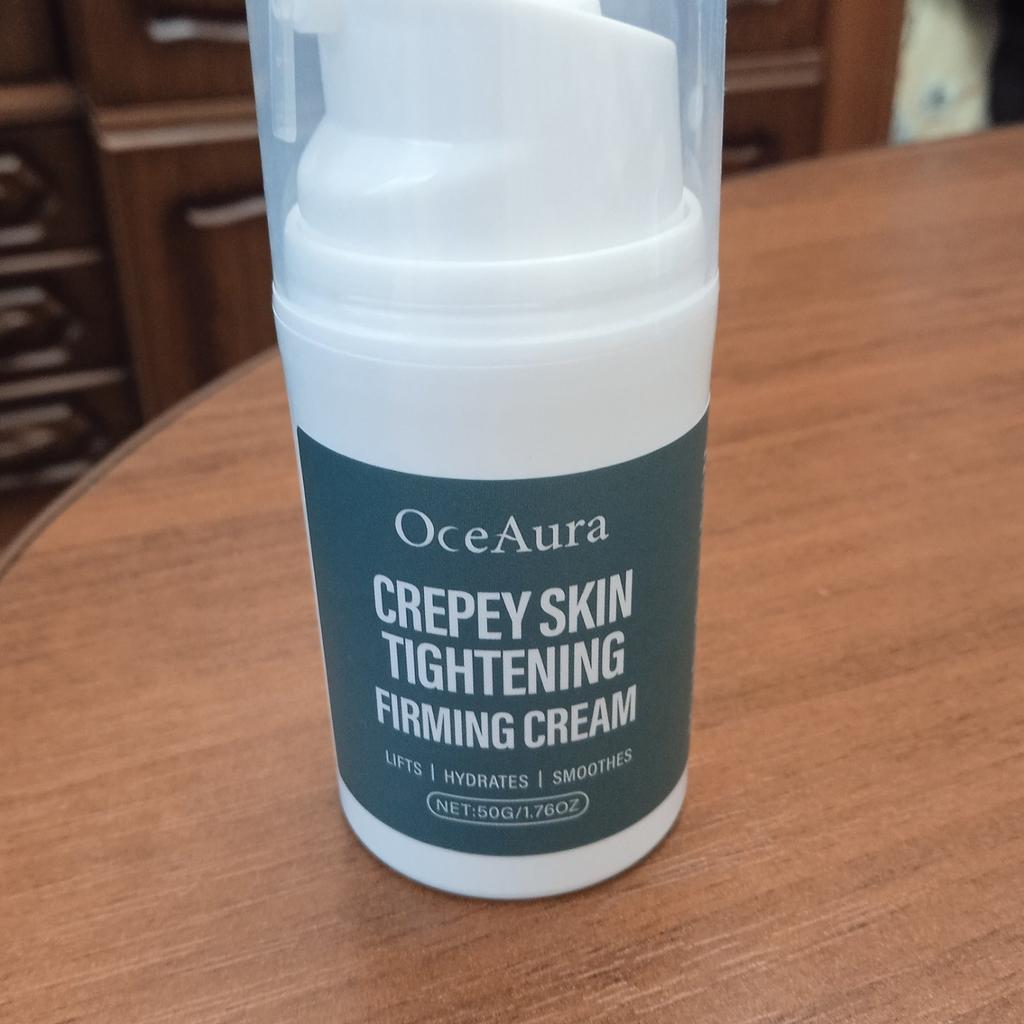 OceAura
CREPEY SKIN
TIGHTENING
FIRMING CREAM
LIFTS | HYDRATES | SMOOTHES
NET:50G/1.76OZ